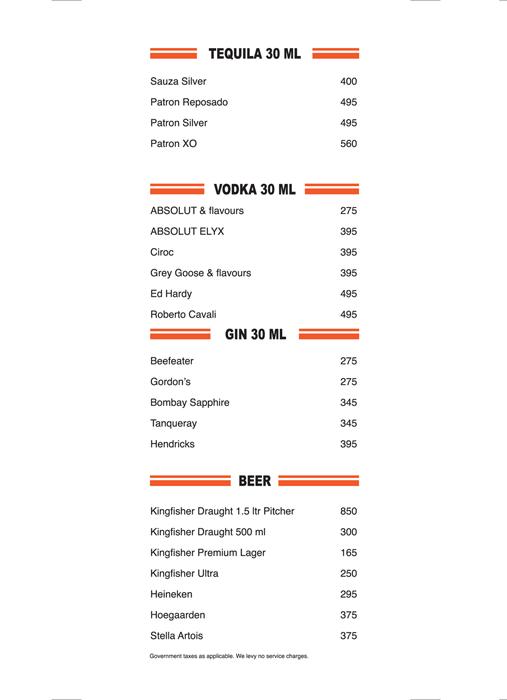 TEQUILA 30 ML
Sauza Silver 400
Patron Reposado 495
Patron Silver 495
Patron XO 560
VODKA 30 ML
ABSOLUT & flavours 275
ABSOLUT ELYX 395
Ciroc 395
Grey Goose & flavours 395
Ed Hardy 495
Roberto Cavali 495
GIN 30 ML
Beefeater 275
Gordon's 275
Bombay Sapphire 345
Tanqueray 345
Hendricks 395
BEER
Kingfisher Draught 1.5 ltr Pitcher 850
Kingfisher Draught 500 ml 300
Kingfisher Premium Lager 165
Kingfisher Ultra 250
Heineken 295
Hoegaarden 375
Stella Artois 375
Government taxes as applicable. We levy no service charges.